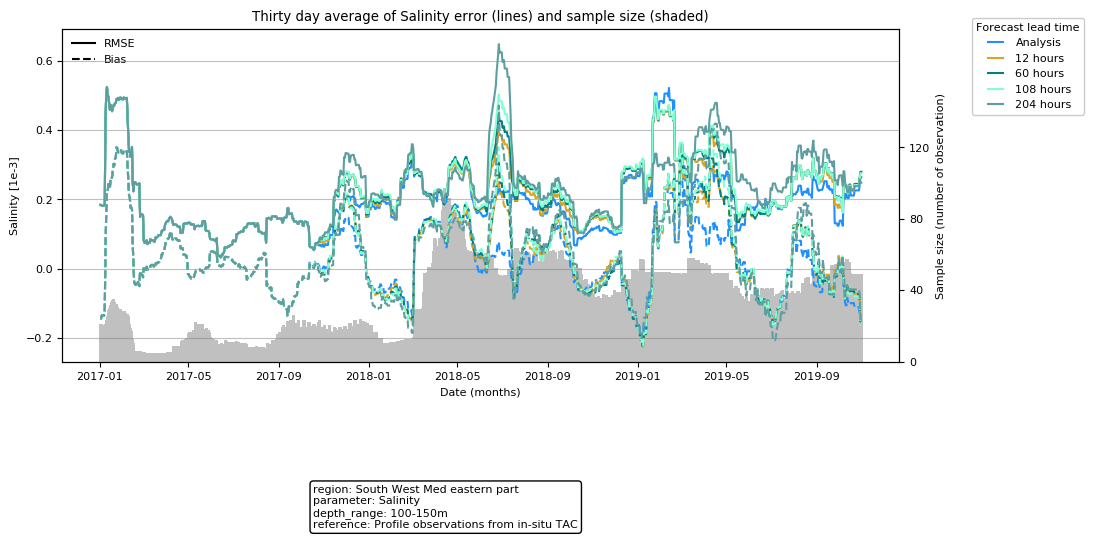 Thirty day average of Salinity error (lines) and sample size (shaded)
RMSE
Bias
Forecast lead time
Analysis
12 hours
60 hours
108 hours
204 hours
Salinity [1e-3]
0.6
0.4
0.2
0.0
−0.2
Sample size (number of observation)
120
80
40
0
2017-01
2017-05
2017-09
2018-01
2018-05
2018-09
2019-01
2019-05
2019-09
Date (months)
region: South West Med eastern part
parameter: Salinity
depth_range: 100-150m
reference: Profile observations from in-situ TAC